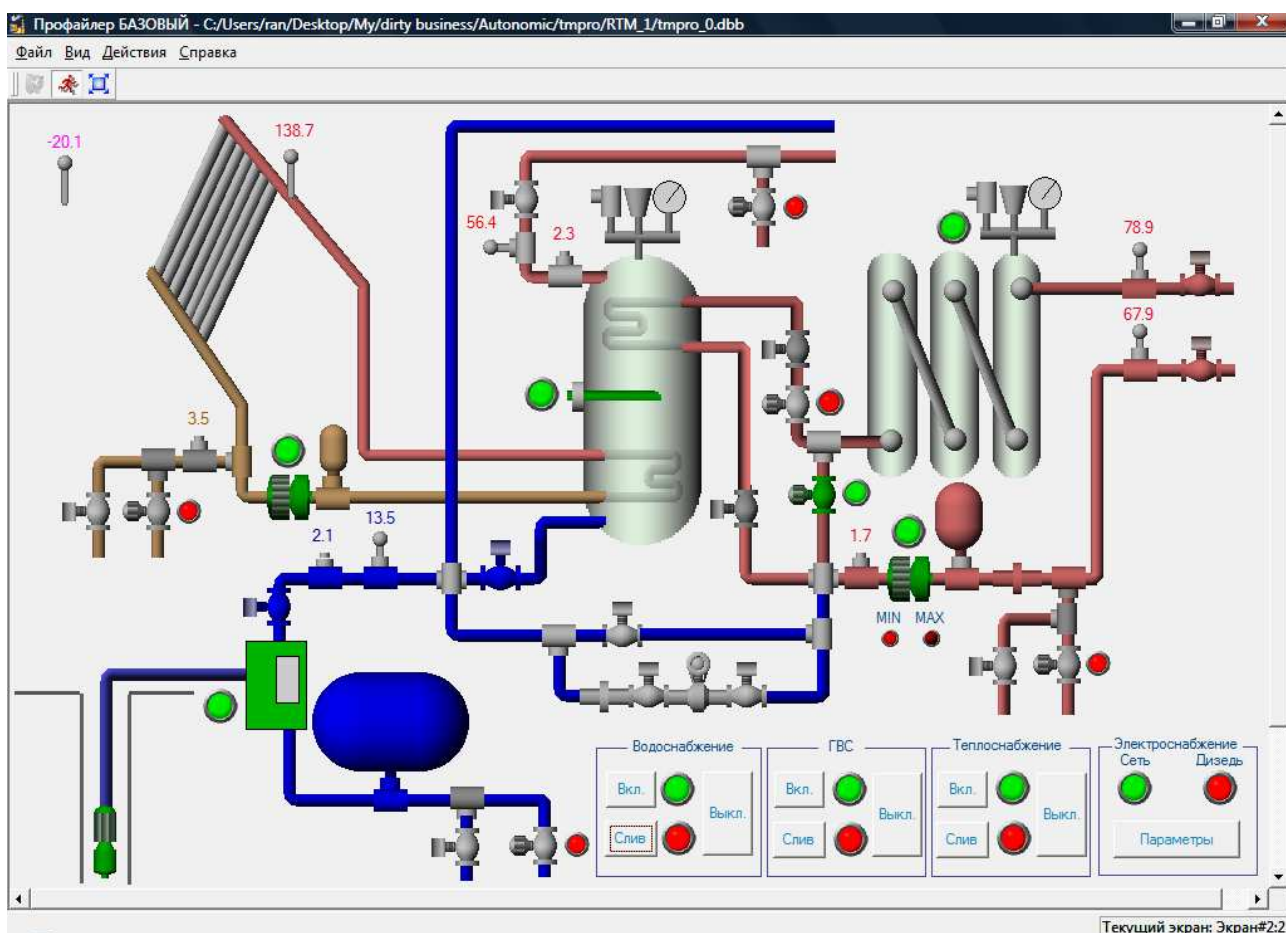 Профайлер БАЗОВЫЙ - C:/Users/ran/Desktop/My/dirty business/Autonomic/tmpro/RTM_1/tmpro_0.dbb
Файл Вид Действия Справка
-20.1
138.7
56.4
2.3
78.9
67.9
3.5
2.1
13.5
1.7
MIN MAX
Водоснабжение
Вкл.
Слив
Выкл.
ГВС
Вкл.
Слив
Выкл.
Теплоснабжение
Вкл.
Слив
Выкл.
Электроснабжение
Сеть Дизедь
Параметры
Текущий экран: Экран#2:2